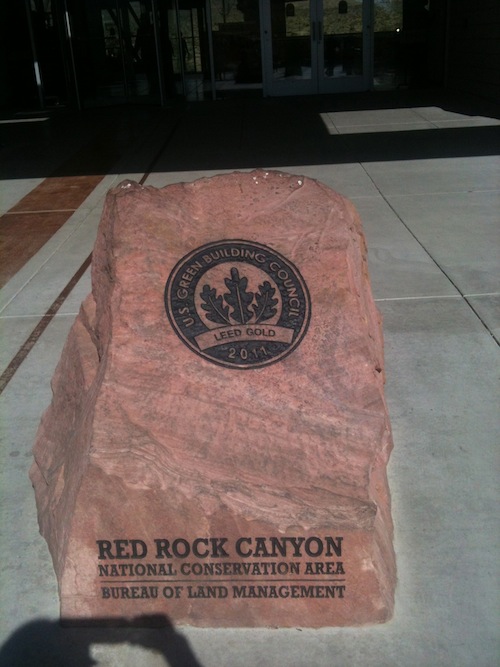 U.S. GREEN BUILDING COUNCIL
LEED GOLD
2011
RED ROCK CANYON
NATIONAL CONSERVATION AREA
BUREAU OF LAND MANAGEMENT